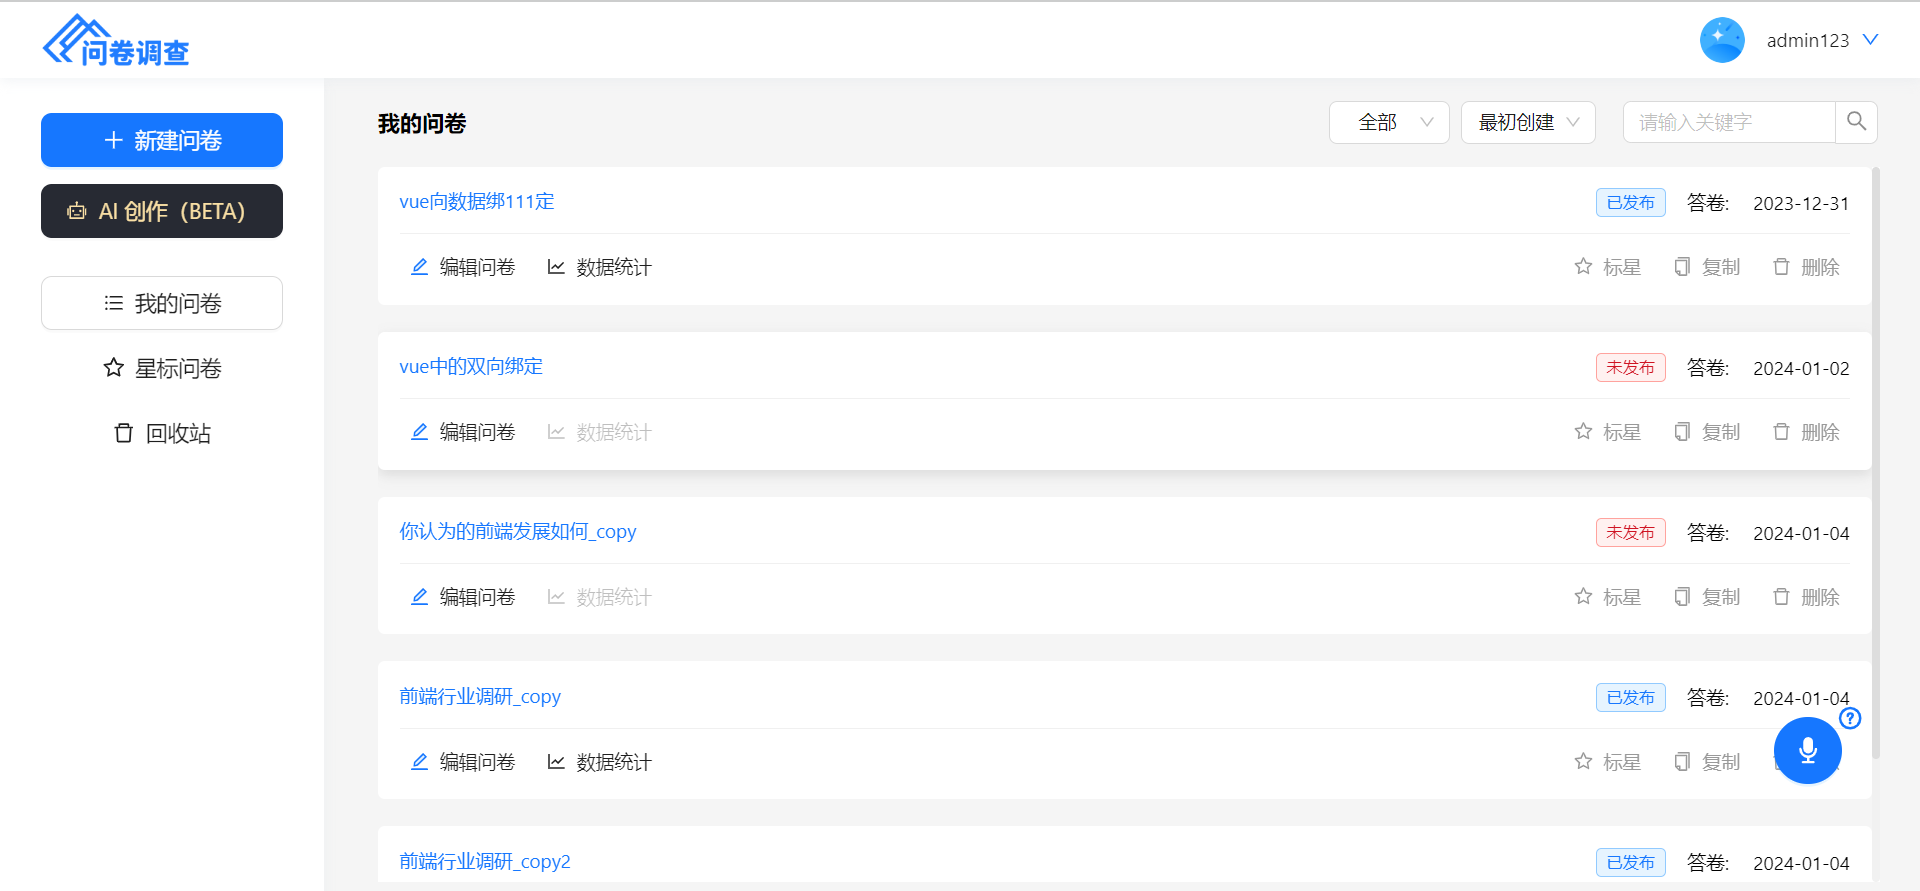 问卷调查
admin123
新建问卷
AI 创作（BETA）
我的问卷
星标问卷
回收站
我的问卷
全部
最初创建
请输入关键字
vue向数据绑111定
已发布 答卷: 2023-12-31
编辑问卷 数据统计 标星 复制 删除
vue中的双向绑定
未发布 答卷: 2024-01-02
编辑问卷 数据统计 标星 复制 删除
你认为的前端发展如何_copy
未发布 答卷: 2024-01-04
编辑问卷 数据统计 标星 复制 删除
前端行业调研_copy
已发布 答卷: 2024-01-04
编辑问卷 数据统计 标星 复制
前端行业调研_copy2
已发布 答卷: 2024-01-04